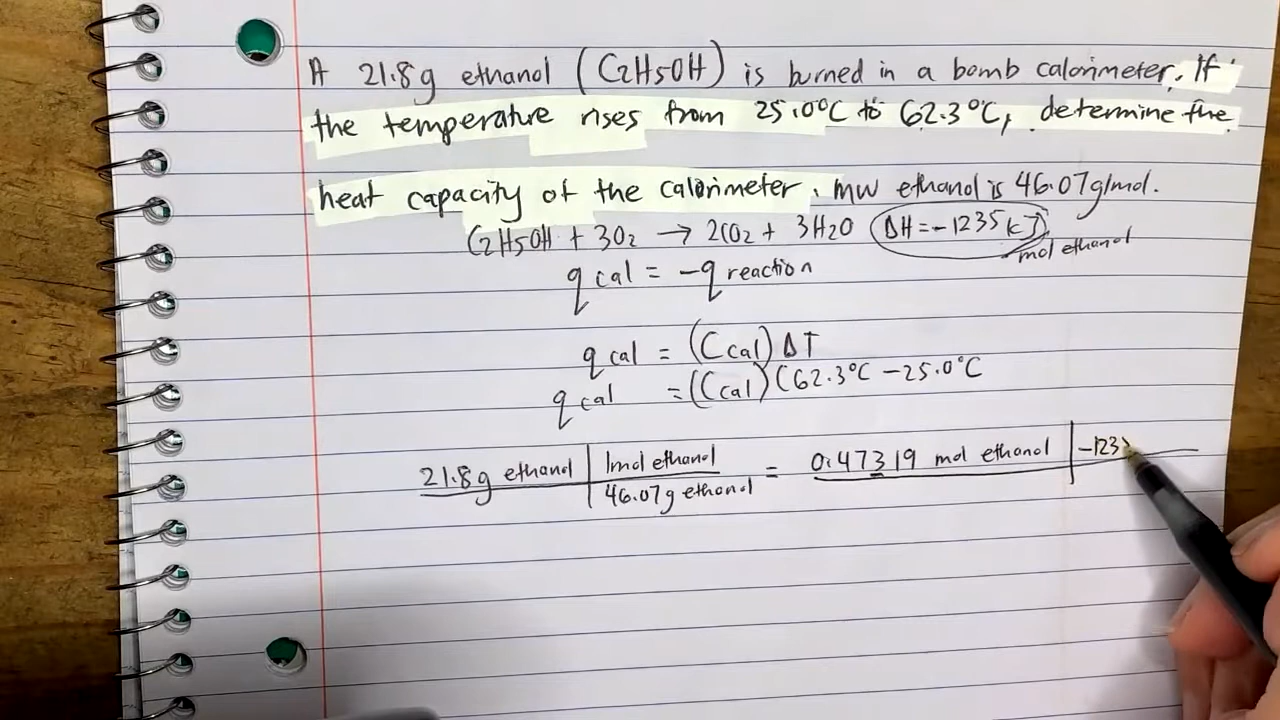 A 21.8g ethanol (C2H5OH) is burned in a bomb calorimeter. If
the temperature rises from 25.0°C to 62.3°C, determine the
heat capacity of the calorimeter. MW ethanol is 46.07g/mol.
C2H5OH + 3O2 → 2CO2 + 3H2O ΔH = -1235 kJ
mol ethanol
q cal = -q reaction
q cal = (Ccal) ΔT
q cal = (Ccal) (62.3°C - 25.0°C
21.8g ethanol | 1mol ethanol = 0.47319 mol ethanol | -123
46.07g ethanol